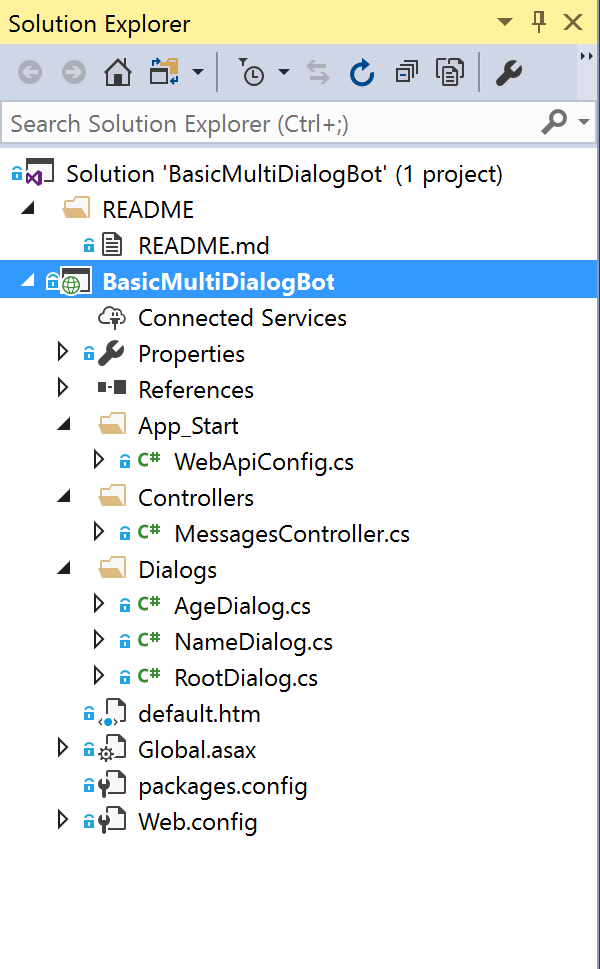 Solution Explorer
Search Solution Explorer (Ctrl+;)
Solution 'BasicMultiDialogBot' (1 project)
README
README.md
BasicMultiDialogBot
Connected Services
Properties
References
App_Start
C# WebApiConfig.cs
Controllers
C# MessagesController.cs
Dialogs
C# AgeDialog.cs
C# NameDialog.cs
C# RootDialog.cs
default.htm
Global.asax
packages.config
Web.config